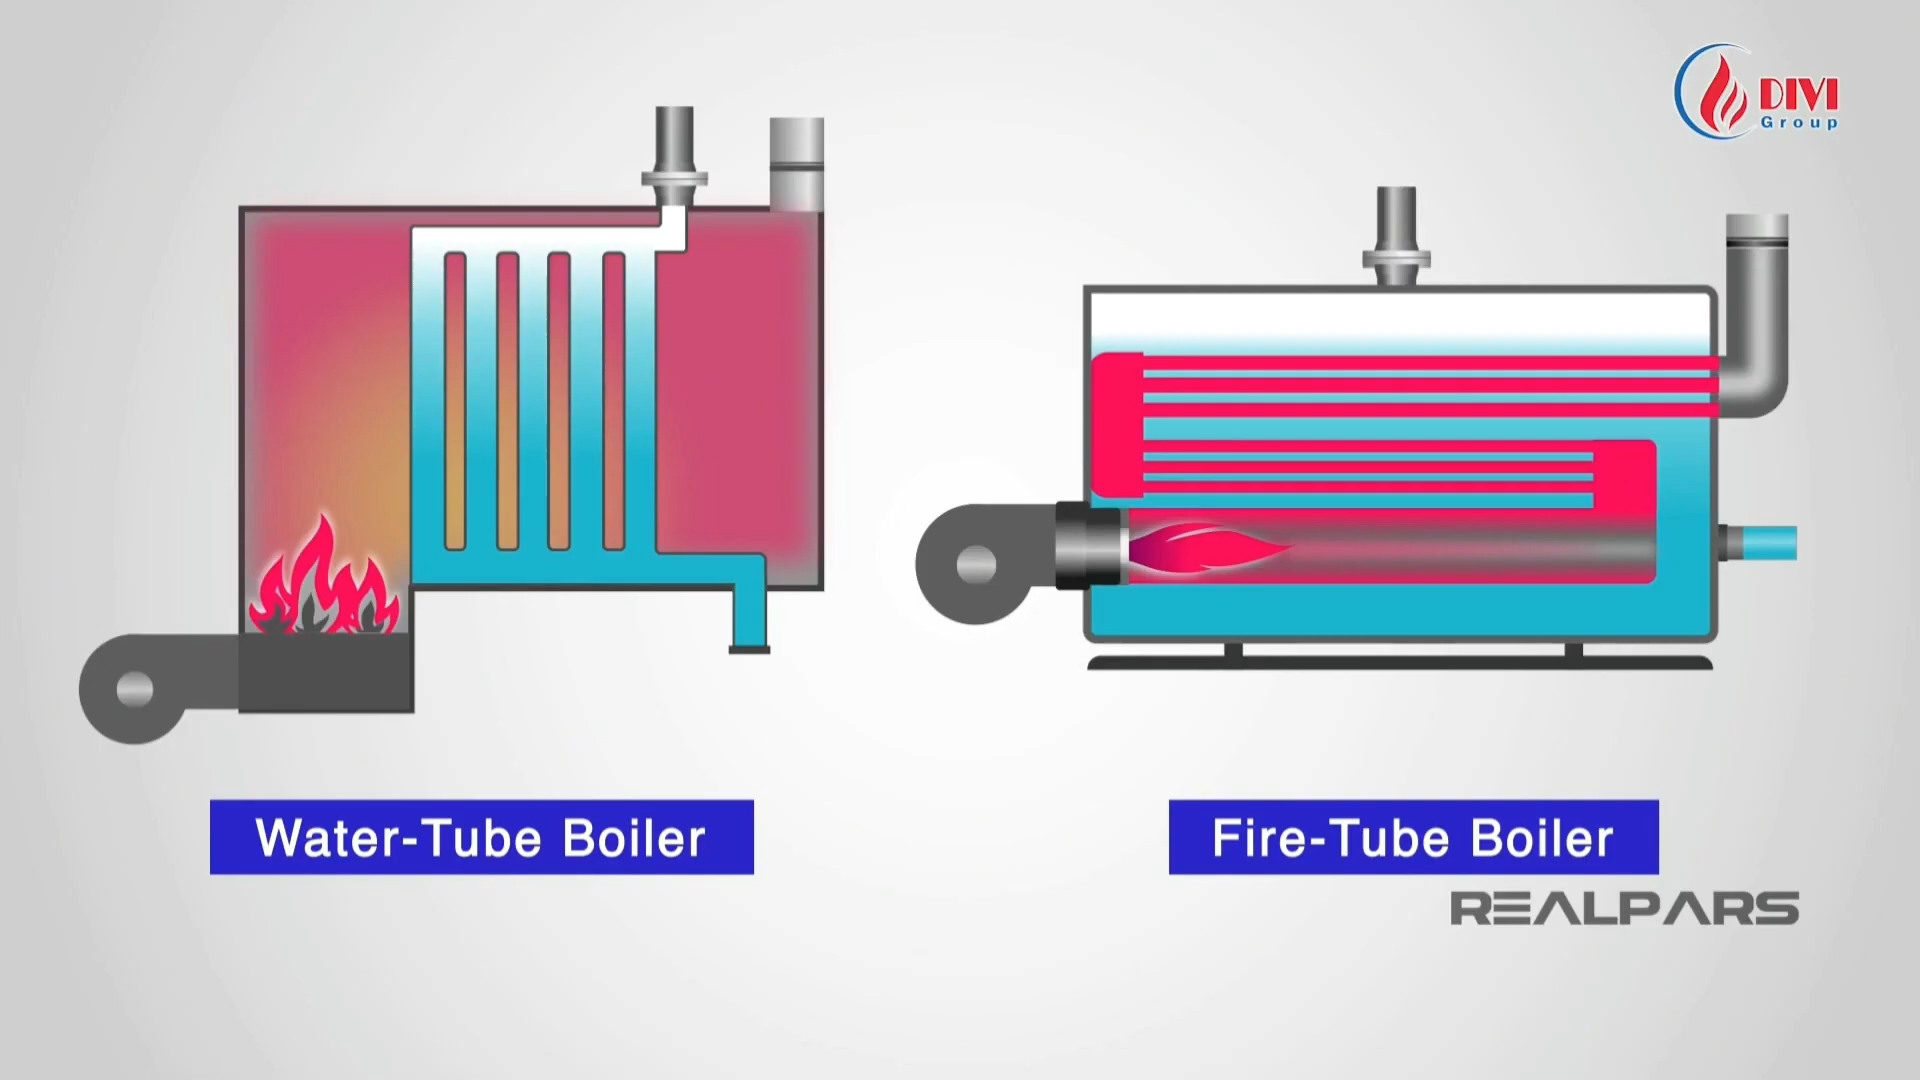 DIVI
Group
Water-Tube Boiler
Fire-Tube Boiler
REALPARS